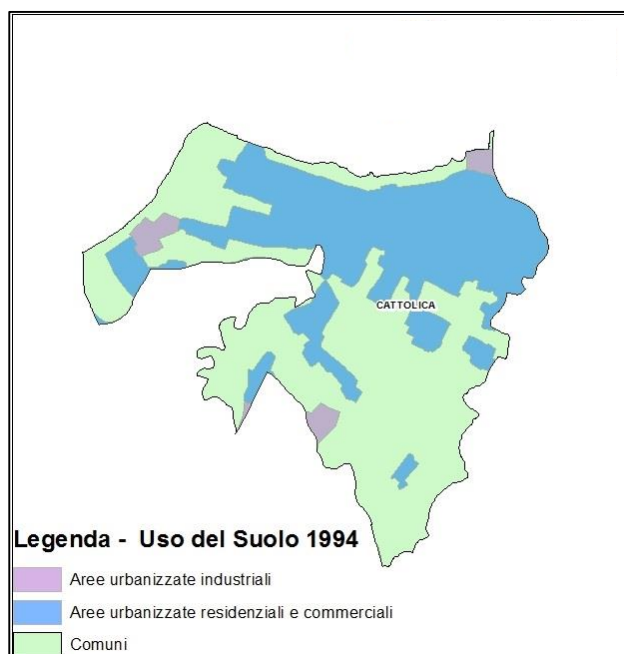 CATTOLICA
Legenda - Uso del Suolo 1994
Aree urbanizzate industriali
Aree urbanizzate residenziali e commerciali
Comuni